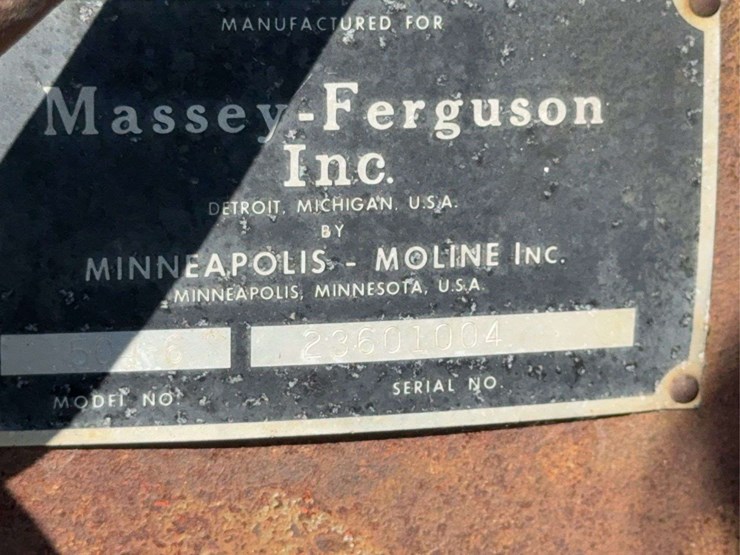 MANUFACTURED FOR
Massey-Ferguson
Inc.
DETROIT, MICHIGAN, U.S.A.
BY
MINNEAPOLIS - MOLINE INC.
MINNEAPOLIS, MINNESOTA, U.S.A.
23601004
MODEL NO. SERIAL NO.